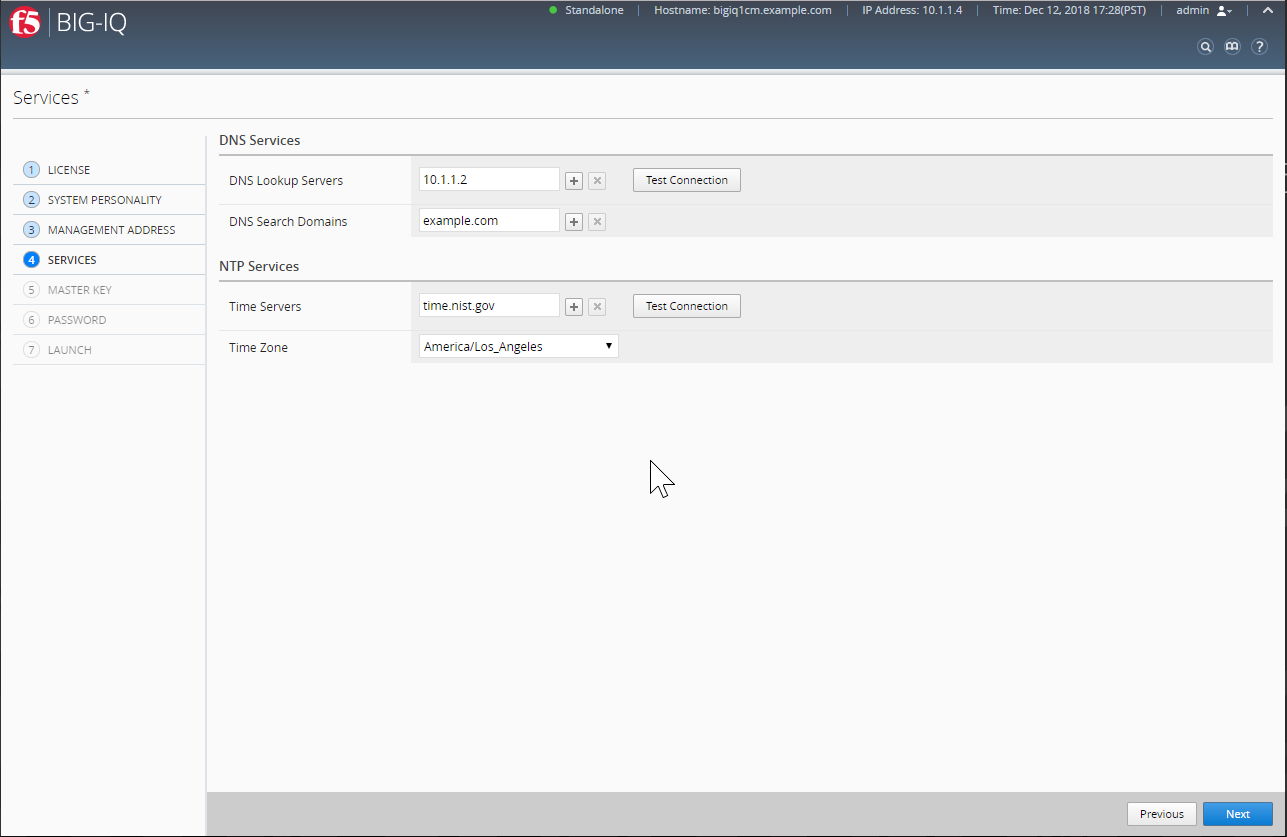 f5 BIG-IQ
Standalone Hostname: bigiq1cm.example.com IP Address: 10.1.1.4 Time: Dec 12, 2018 17:28(PST) admin
?
Services *
1 LICENSE
2 SYSTEM PERSONALITY
3 MANAGEMENT ADDRESS
4 SERVICES
5 MASTER KEY
6 PASSWORD
7 LAUNCH
DNS Services
DNS Lookup Servers 10.1.1.2 Test Connection
DNS Search Domains example.com
NTP Services
Time Servers time.nist.gov Test Connection
Time Zone America/Los_Angeles
Previous Next